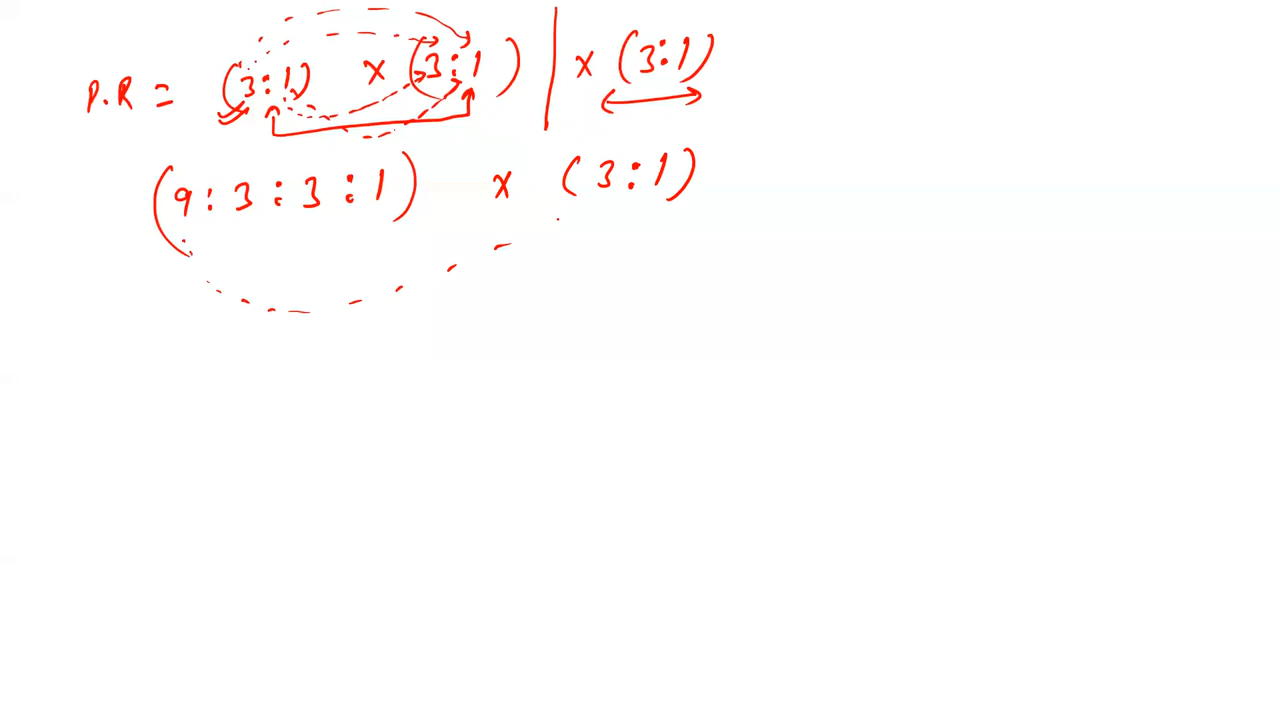 P.R = (3:1) x (3:1) | x (3:1)
(9:3:3:1) x (3:1)